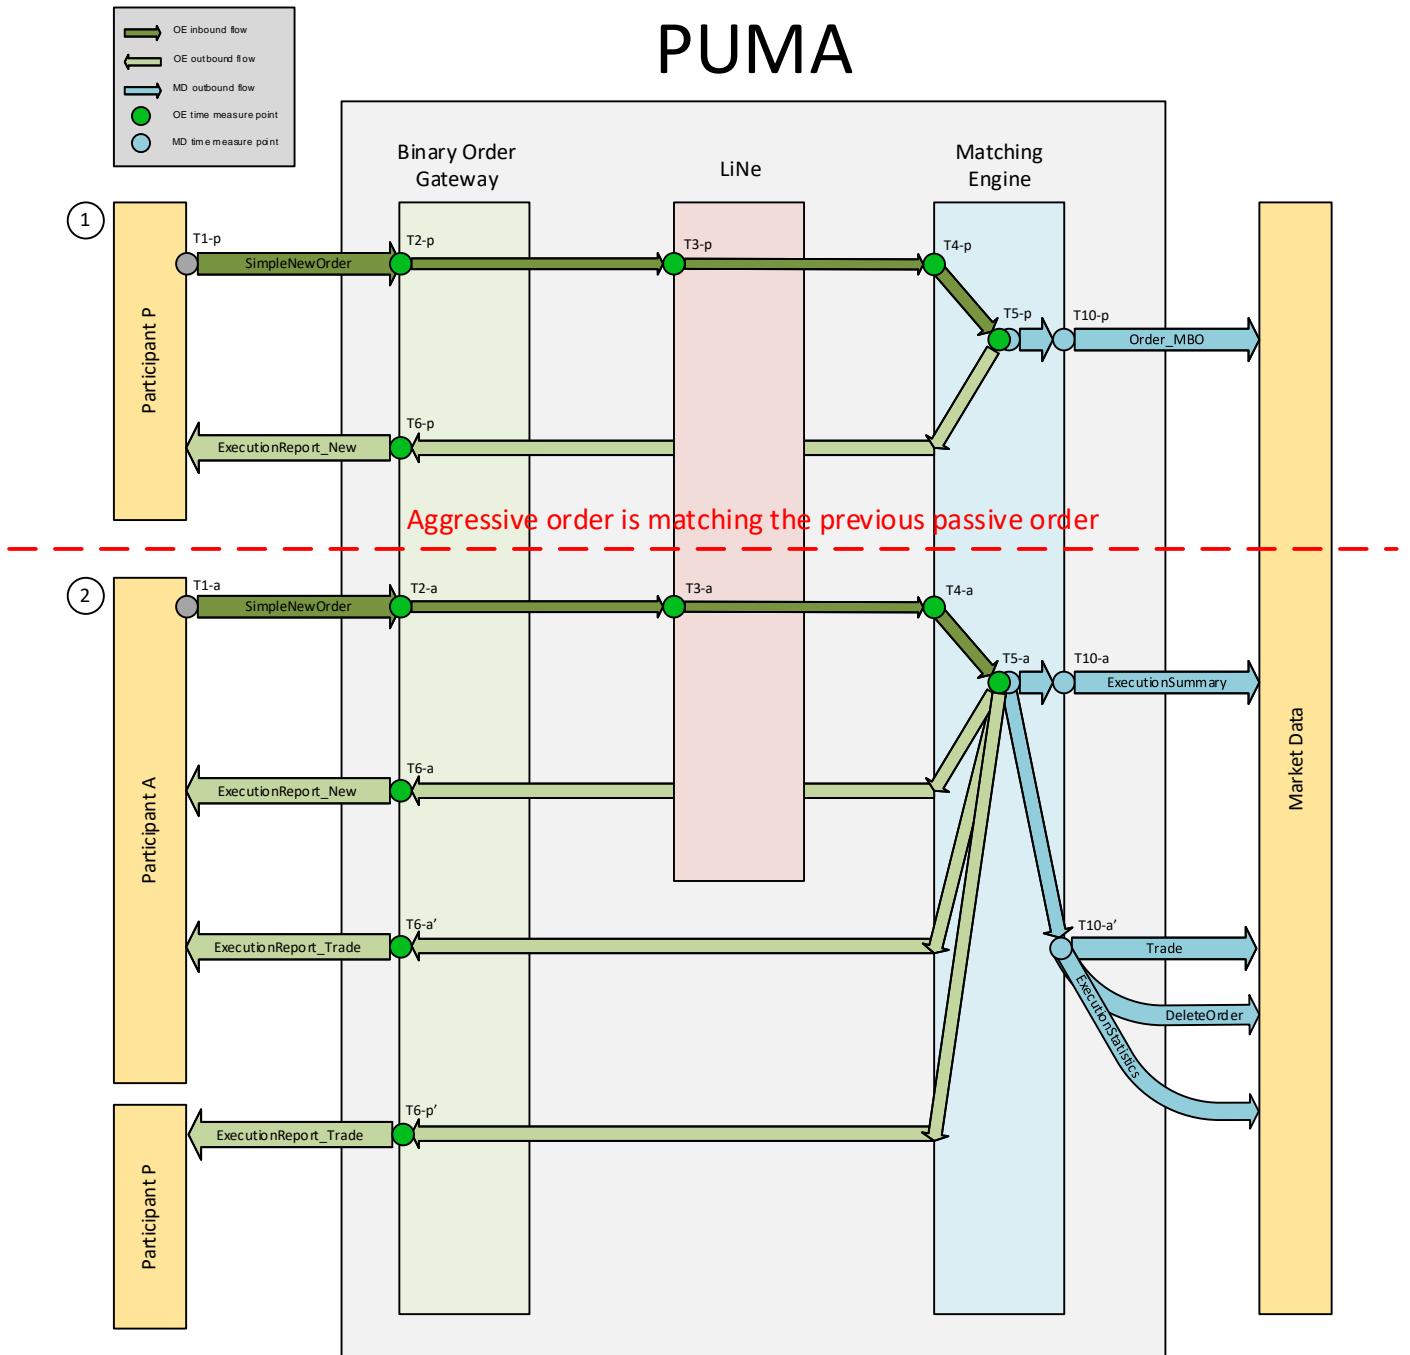 PUMA
OE inbound flow
OE outbound flow
MD outbound flow
OE time measure point
MD time measure point
Binary Order
Gateway
LiNe
Matching
Engine
1
Participant P
T1-p
SimpleNewOrder
T2-p
T3-p
T4-p
T5-p
T10-p
Order_MBO
T6-p
ExecutionReport_New
Aggressive order is matching the previous passive order
2
Participant A
T1-a
SimpleNewOrder
T2-a
T3-a
T4-a
T5-a
T10-a
ExecutionSummary
Market Data
T6-a
ExecutionReport_New
T6-a’
ExecutionReport_Trade
T10-a’
Trade
DeleteOrder
ExecutionStatistics
Participant P
T6-p’
ExecutionReport_Trade